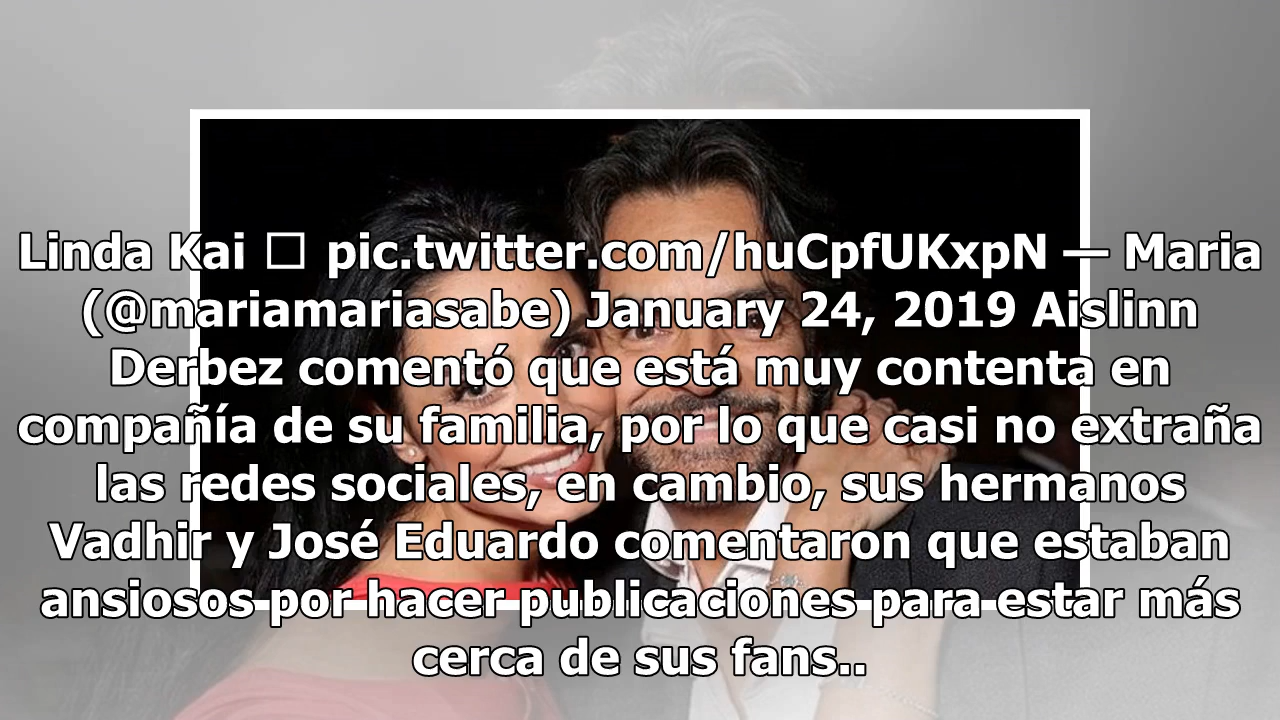 Linda Kai □ pic.twitter.com/huCpfUKxpN — Maria
(@mariamariasabe) January 24, 2019 Aislinn
Derbez comentó que está muy contenta en
compañía de su familia, por lo que casi no extraña
las redes sociales, en cambio, sus hermanos
Vadhir y José Eduardo comentaron que estaban
ansiosos por hacer publicaciones para estar más
cerca de sus fans..